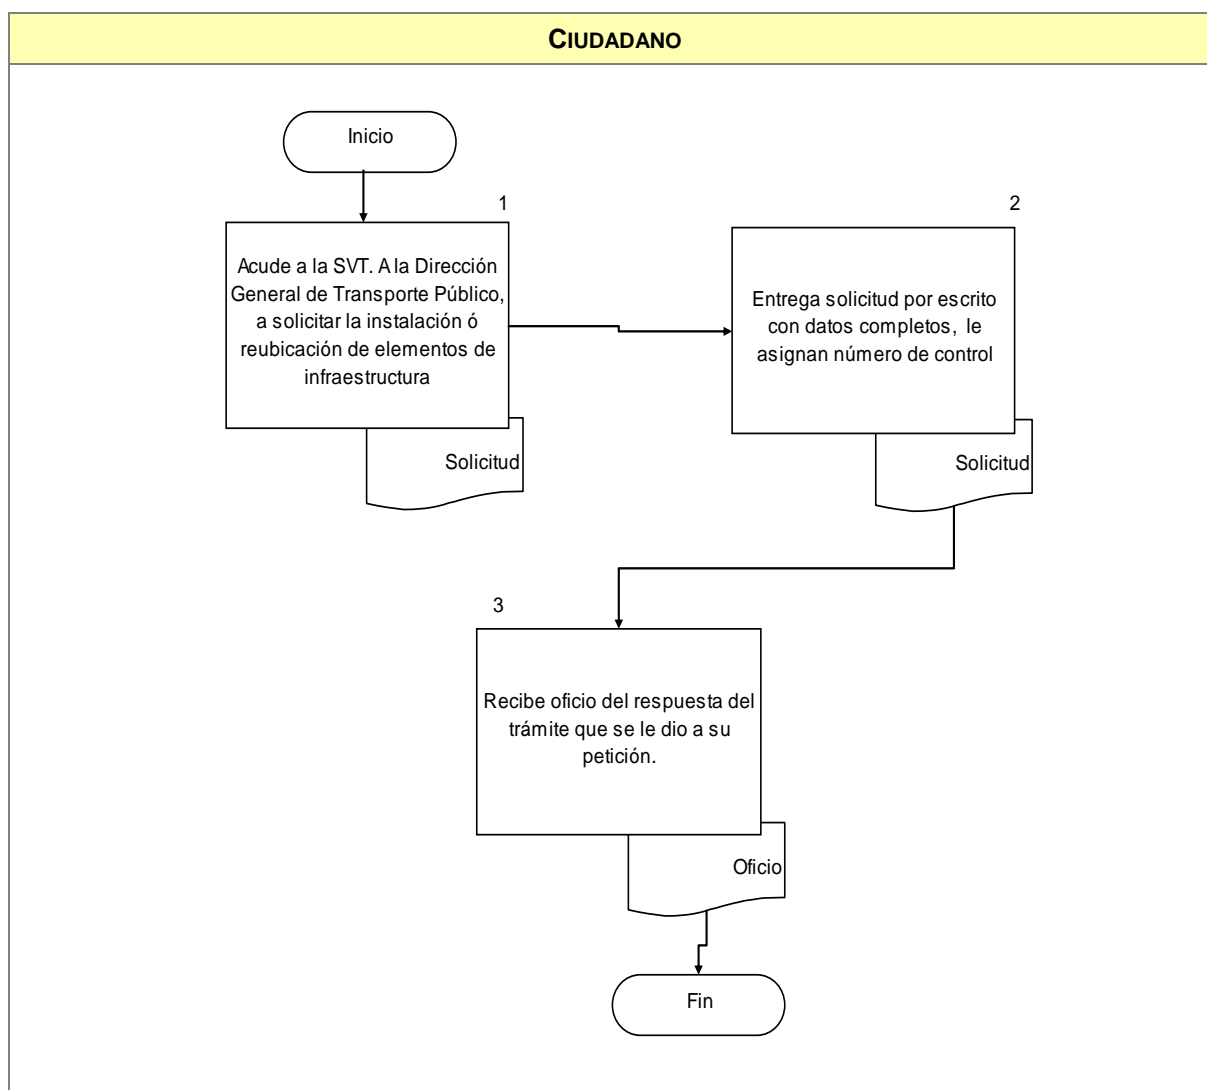 CIUDADANO
Inicio
1
Acude a la SVT. A la Dirección
General de Transporte Público,
a solicitar la instalación ó
reubicación de elementos de
infraestructura
Solicitud
2
Entrega solicitud por escrito
con datos completos, le
asignan número de control
Solicitud
3
Recibe oficio del respuesta del
trámite que se le dio a su
petición.
Oficio
Fin